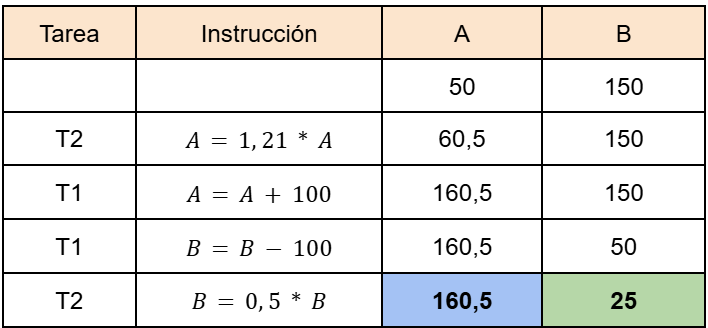 Tarea Instrucción A B
50 150
T2 A = 1,21 * A 60,5 150
T1 A = A + 100 160,5 150
T1 B = B − 100 160,5 50
T2 B = 0,5 * B 160,5 25